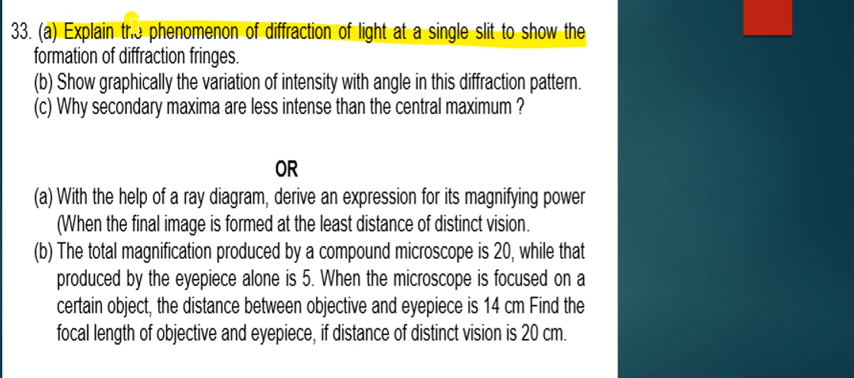 33. (a) Explain the phenomenon of diffraction of light at a single slit to show the
formation of diffraction fringes.
(b) Show graphically the variation of intensity with angle in this diffraction pattern.
(c) Why secondary maxima are less intense than the central maximum ?
OR
(a) With the help of a ray diagram, derive an expression for its magnifying power
(When the final image is formed at the least distance of distinct vision.
(b) The total magnification produced by a compound microscope is 20, while that
produced by the eyepiece alone is 5. When the microscope is focused on a
certain object, the distance between objective and eyepiece is 14 cm Find the
focal length of objective and eyepiece, if distance of distinct vision is 20 cm.